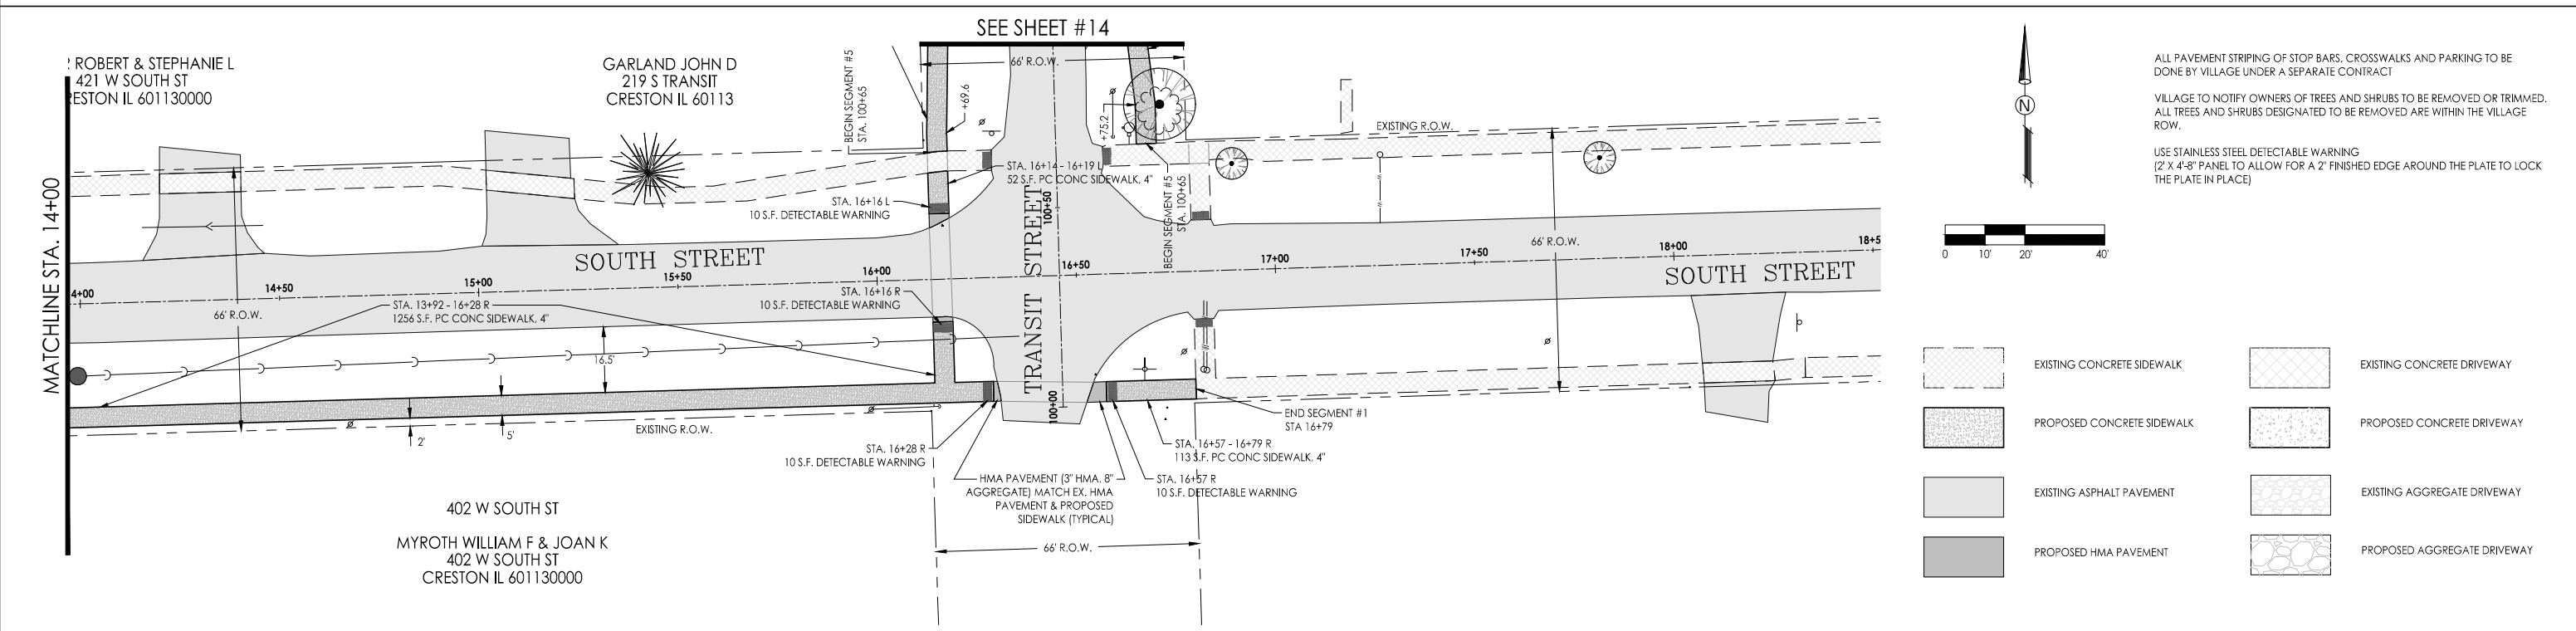 SEE SHEET #14
ROBERT & STEPHANIE L
421 W SOUTH ST
RESTON IL 601130000
GARLAND JOHN D
219 S TRANSIT
CRESTON IL 60113
BEGIN SEGMENT #5
STA. 100+65
66' R.O.W.
+69.6
+75.2
EXISTING R.O.W.
STA. 16+14 - 16+19 L
52 S.F. PC CONC SIDEWALK, 4"
STA. 16+16 L
10 S.F. DETECTABLE WARNING
BEGIN SEGMENT #5
STA. 100+65
MATCHLINE STA. 14+00
SOUTH STREET
TRANSIT STREET
100+50
100+00
SOUTH STREET
4+00
14+50
15+00
15+50
16+00
16+50
17+00
17+50
18+00
18+5
66' R.O.W.
66' R.O.W.
STA. 13+92 - 16+28 R
1256 S.F. PC CONC SIDEWALK, 4"
STA. 16+16 R
10 S.F. DETECTABLE WARNING
16.5'
2'
5'
EXISTING R.O.W.
END SEGMENT #1
STA 16+79
STA. 16+28 R
10 S.F. DETECTABLE WARNING
STA. 16+57 - 16+79 R
113 S.F. PC CONC SIDEWALK, 4"
HMA PAVEMENT (3" HMA, 8"
AGGREGATE) MATCH EX. HMA
PAVEMENT & PROPOSED
SIDEWALK (TYPICAL)
STA. 16+57 R
10 S.F. DETECTABLE WARNING
66' R.O.W.
402 W SOUTH ST
MYROTH WILLIAM F & JOAN K
402 W SOUTH ST
CRESTON IL 601130000
N
0 10' 20' 40'
ALL PAVEMENT STRIPING OF STOP BARS, CROSSWALKS AND PARKING TO BE
DONE BY VILLAGE UNDER A SEPARATE CONTRACT
VILLAGE TO NOTIFY OWNERS OF TREES AND SHRUBS TO BE REMOVED OR TRIMMED.
ALL TREES AND SHRUBS DESIGNATED TO BE REMOVED ARE WITHIN THE VILLAGE
ROW.
USE STAINLESS STEEL DETECTABLE WARNING
(2' X 4'-8" PANEL TO ALLOW FOR A 2" FINISHED EDGE AROUND THE PLATE TO LOCK
THE PLATE IN PLACE)
EXISTING CONCRETE SIDEWALK
EXISTING CONCRETE DRIVEWAY
PROPOSED CONCRETE SIDEWALK
PROPOSED CONCRETE DRIVEWAY
EXISTING ASPHALT PAVEMENT
EXISTING AGGREGATE DRIVEWAY
PROPOSED HMA PAVEMENT
PROPOSED AGGREGATE DRIVEWAY